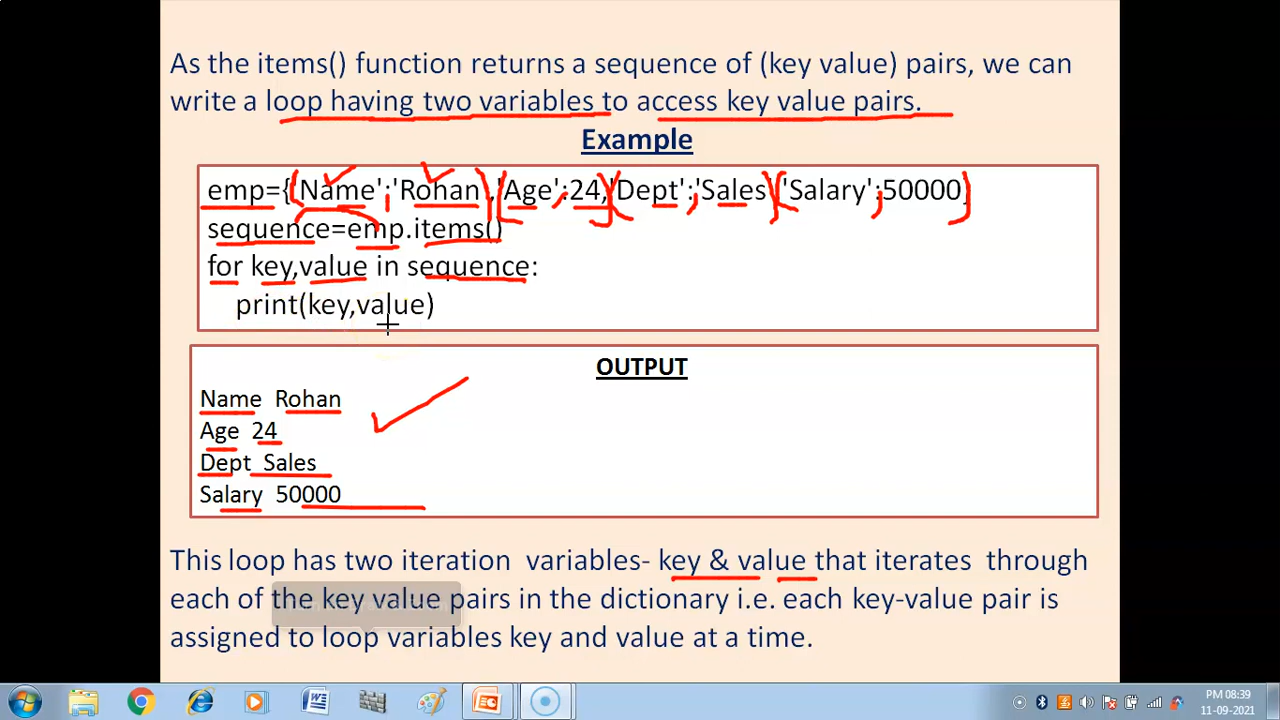 As the items() function returns a sequence of (key value) pairs, we can
write a loop having two variables to access key value pairs.
Example
emp={'Name':'Rohan','Age':24,'Dept':'Sales','Salary':50000}
sequence=emp.items()
for key,value in sequence:
print(key,value)
OUTPUT
Name Rohan
Age 24
Dept Sales
Salary 50000
This loop has two iteration variables- key & value that iterates through
each of the key value pairs in the dictionary i.e. each key-value pair is
assigned to loop variables key and value at a time.
PM 08:39
11-09-2021